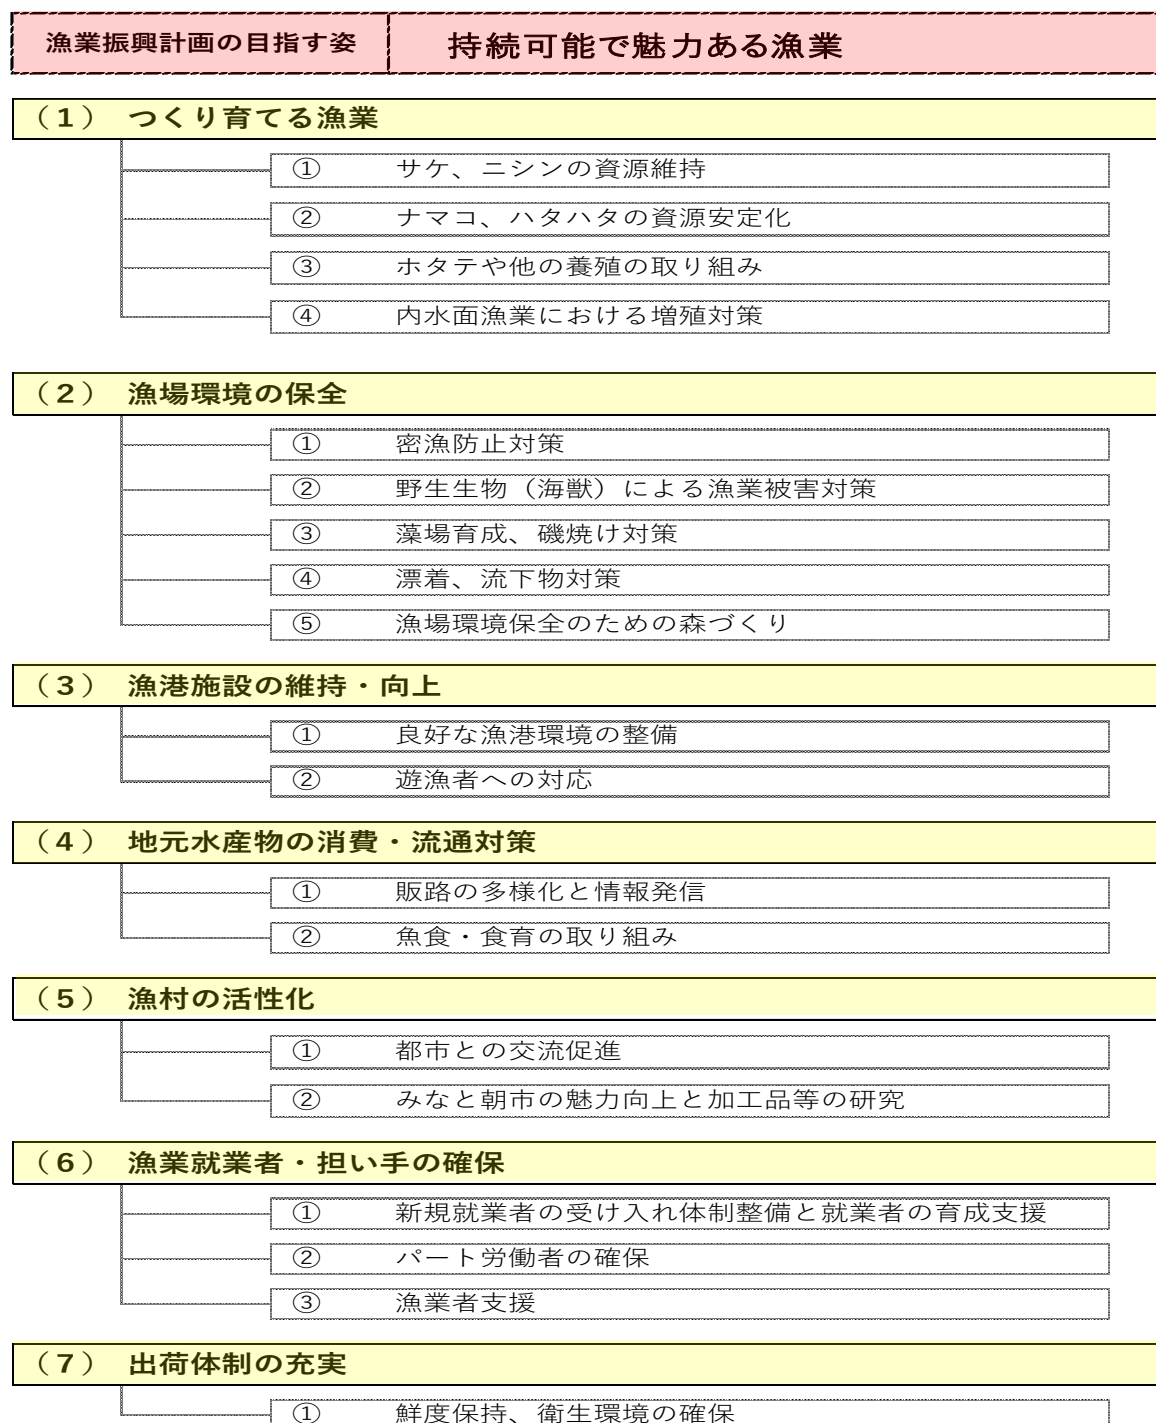 漁業振興計画の目指す姿 持続可能で魅力ある漁業
（1） つくり育てる漁業
① サケ、ニシンの資源維持
② ナマコ、ハタハタの資源安定化
③ ホタテや他の養殖の取り組み
④ 内水面漁業における増殖対策
（2） 漁場環境の保全
① 密漁防止対策
② 野生生物（海獣）による漁業被害対策
③ 藻場育成、磯焼け対策
④ 漂着、流下物対策
⑤ 漁場環境保全のための森づくり
（3） 漁港施設の維持・向上
① 良好な漁港環境の整備
② 遊漁者への対応
（4） 地元水産物の消費・流通対策
① 販路の多様化と情報発信
② 魚食・食育の取り組み
（5） 漁村の活性化
① 都市との交流促進
② みなと朝市の魅力向上と加工品等の研究
（6） 漁業就業者・担い手の確保
① 新規就業者の受け入れ体制整備と就業者の育成支援
② パート労働者の確保
③ 漁業者支援
（7） 出荷体制の充実
① 鮮度保持、衛生環境の確保